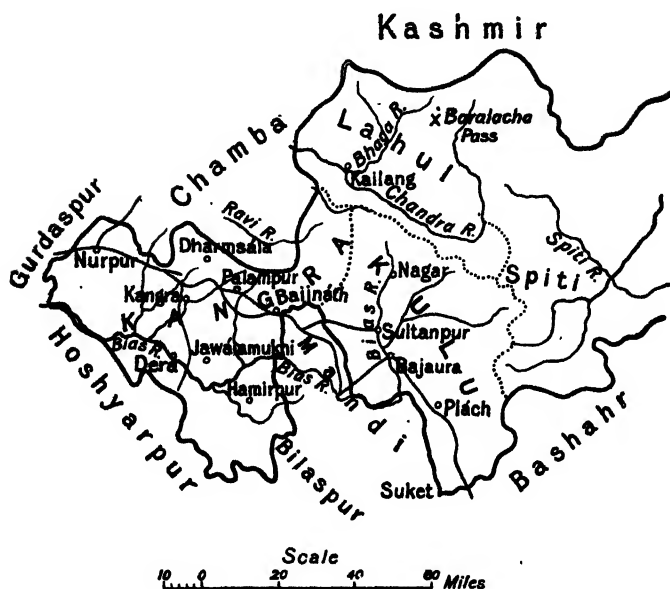 Kashmir
Lahul
Baralacha
Pass
Bhaga R.
Kailang
Chandra R.
Chamba
Ravi R.
Gurdaspur
Nurpur
Dharmsala
Palampur
Kangra
KANGRA
Baijnath
Nagar
KULU
Spiti R.
Spiti
Bias R.
Sultanpur
Bias R.
Dera
Jawalamukhi
Mandi
Bias R.
Bajaura
Hamirpur
Plách
Hoshyarpur
Bilaspur
Suket
Bashahr
Scale
10 0 20 40 60 Miles